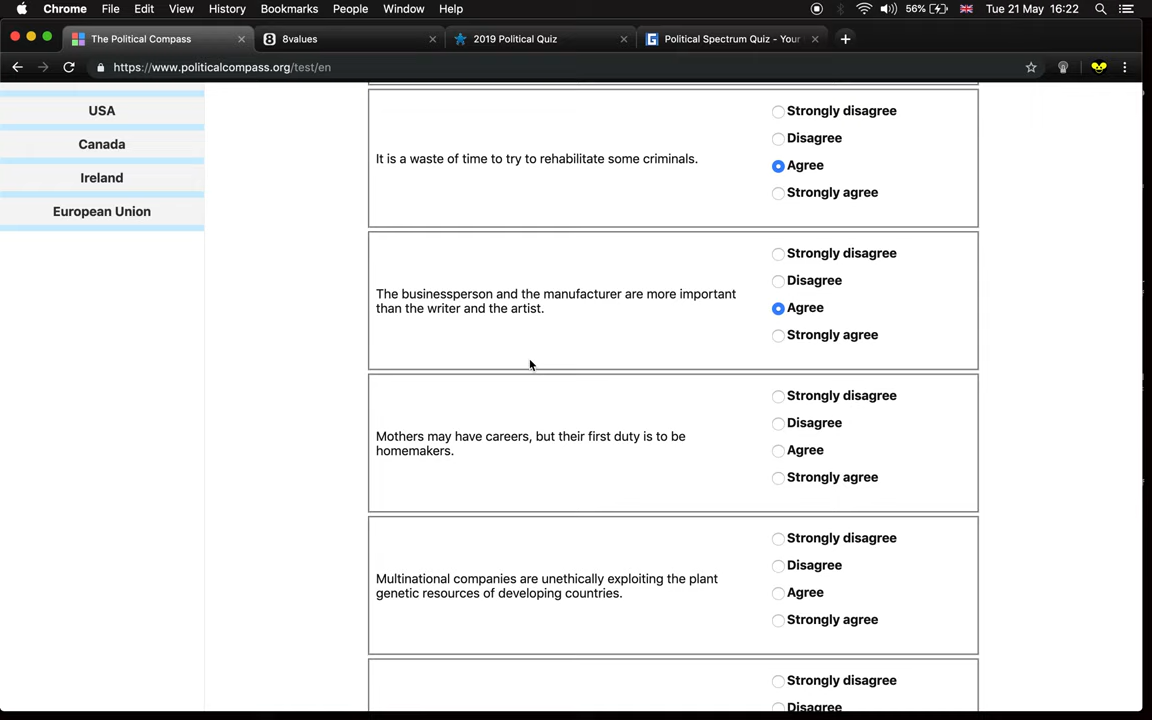 Chrome File Edit View History Bookmarks People Window Help 56% Tue 21 May 16:22
The Political Compass 8 8values 2019 Political Quiz G Political Spectrum Quiz - Your
https://www.politicalcompass.org/test/en
USA
Canada
Ireland
European Union
It is a waste of time to try to rehabilitate some criminals.
Strongly disagree
Disagree
Agree
Strongly agree
The businessperson and the manufacturer are more important
than the writer and the artist.
Strongly disagree
Disagree
Agree
Strongly agree
Mothers may have careers, but their first duty is to be
homemakers.
Strongly disagree
Disagree
Agree
Strongly agree
Multinational companies are unethically exploiting the plant
genetic resources of developing countries.
Strongly disagree
Disagree
Agree
Strongly agree
Strongly disagree
Disagree